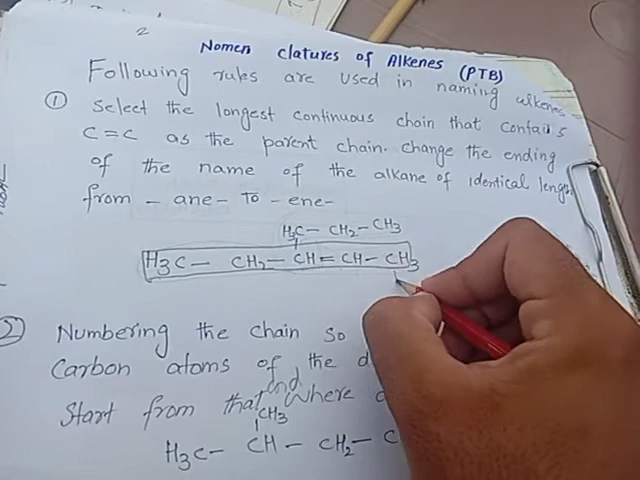 2
Nomen clatures of Alkenes (PTB)
Following rules are used in naming alkenes
① Select the longest continuous chain that contais
C=C as the parent chain. change the ending
of the name of the alkane of identical length
from - ane - To - ene -
H3C - CH2 - CH3
H3C - CH2 - CH = CH - CH3
2) Numbering the chain so
Carbon atoms of the d
Start from that end where
CH3
H3C - CH - CH2 - C